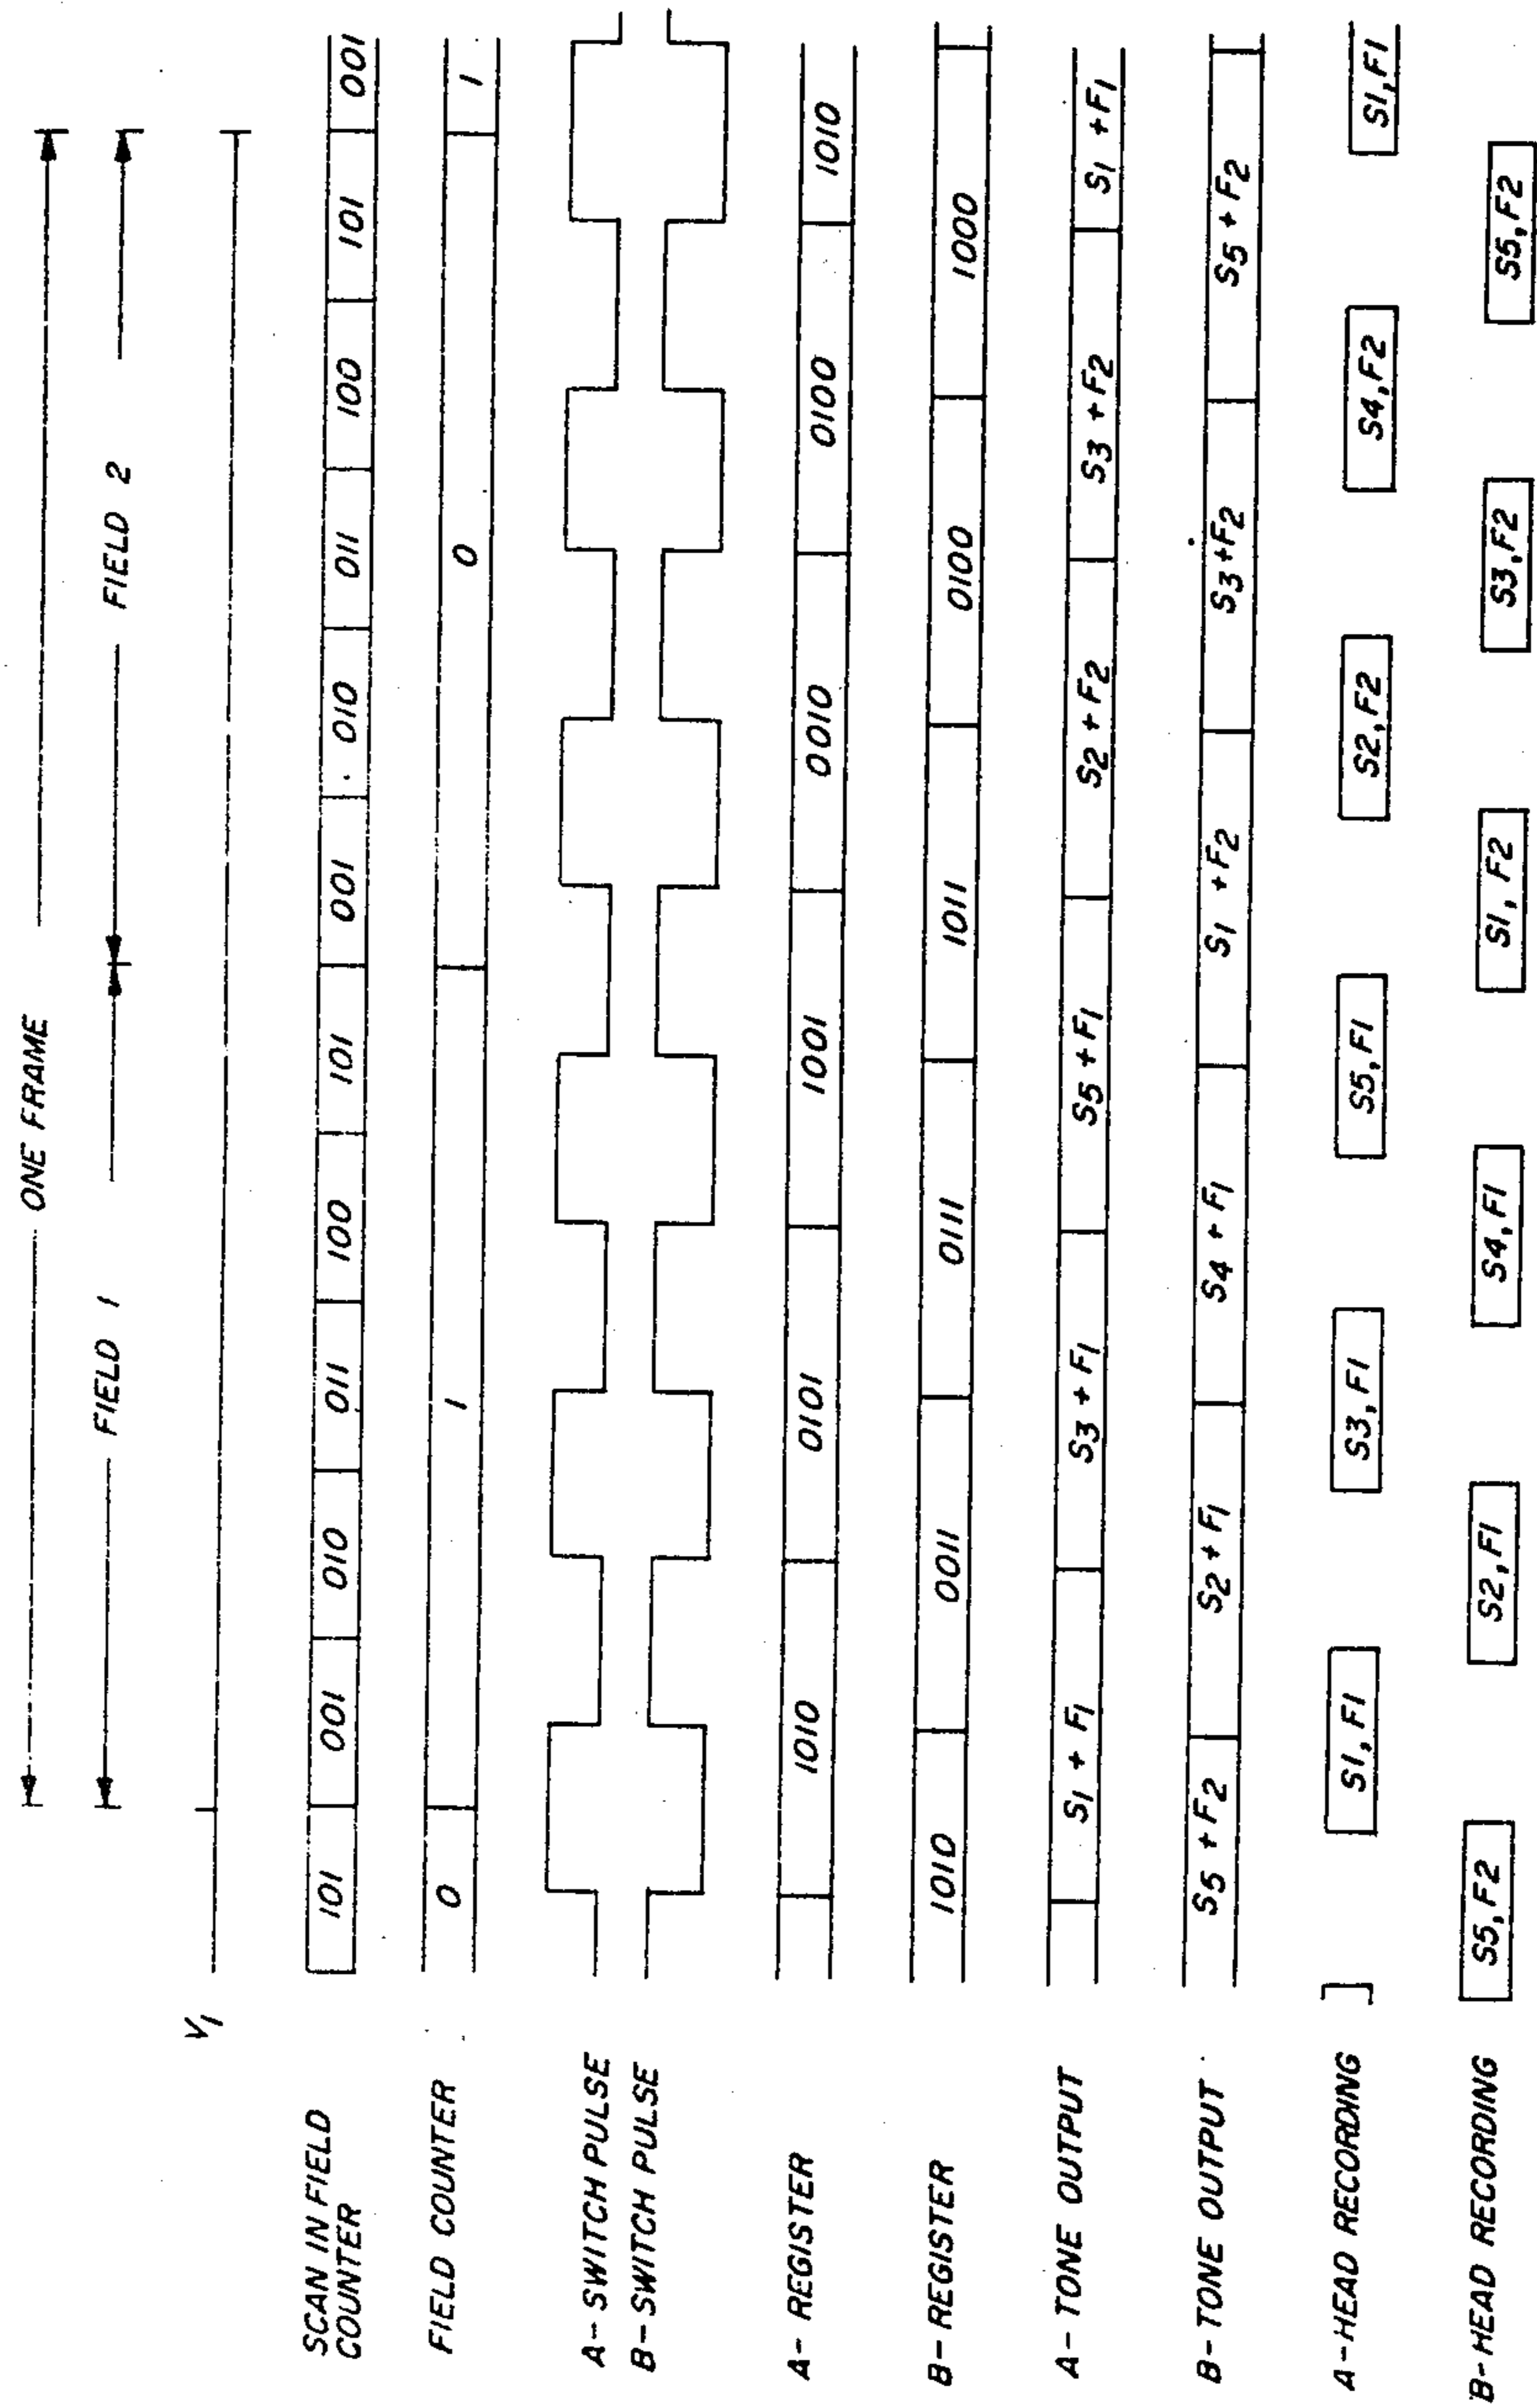 ONE FRAME
FIELD 1
FIELD 2
V1
SCAN IN FIELD
COUNTER
101 001 010 011 100 101 001 010 011 100 101 001
FIELD COUNTER
0 1 0 1
A-SWITCH PULSE
B-SWITCH PULSE
A- REGISTER
1010 0101 1001 0010 0100 1010
B-REGISTER
1010 0011 0111 1011 0100 1000
A-TONE OUTPUT
S1 + F1 S3 + F1 S5 + F1 S2 + F2 S3 + F2 S1 + F1
B-TONE OUTPUT
S5 + F2 S2 + F1 S4 + F1 S1 + F2 S3 + F2 S5 + F2
A-HEAD RECORDING
S1, F1 S3, F1 S5, F1 S2, F2 S4, F2 S1, F1
B-HEAD RECORDING
S5, F2 S2, F1 S4, F1 S1, F2 S3, F2 S5, F2